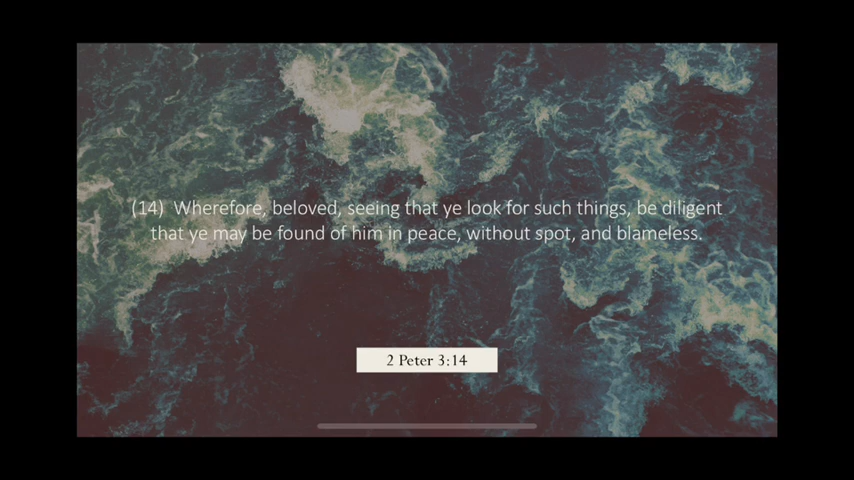 (14) Wherefore, beloved, seeing that ye look for such things, be diligent
that ye may be found of him in peace, without spot, and blameless.
2 Peter 3:14